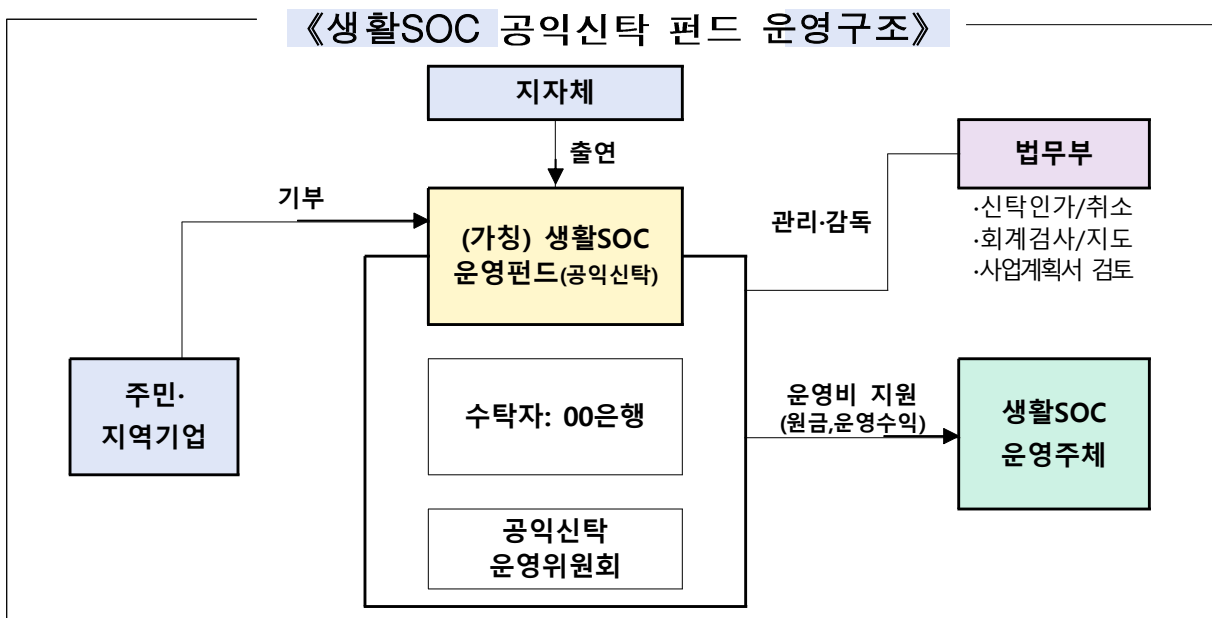 《생활SOC 공익신탁 펀드 운영구조》
지자체
출연
법무부
·신탁인가/취소
·회계검사/지도
·사업계획서 검토
기부
관리·감독
(가칭) 생활SOC
운영펀드(공익신탁)
주민·
지역기업
수탁자: 00은행
운영비 지원
(원금,운영수익)
생활SOC
운영주체
공익신탁
운영위원회